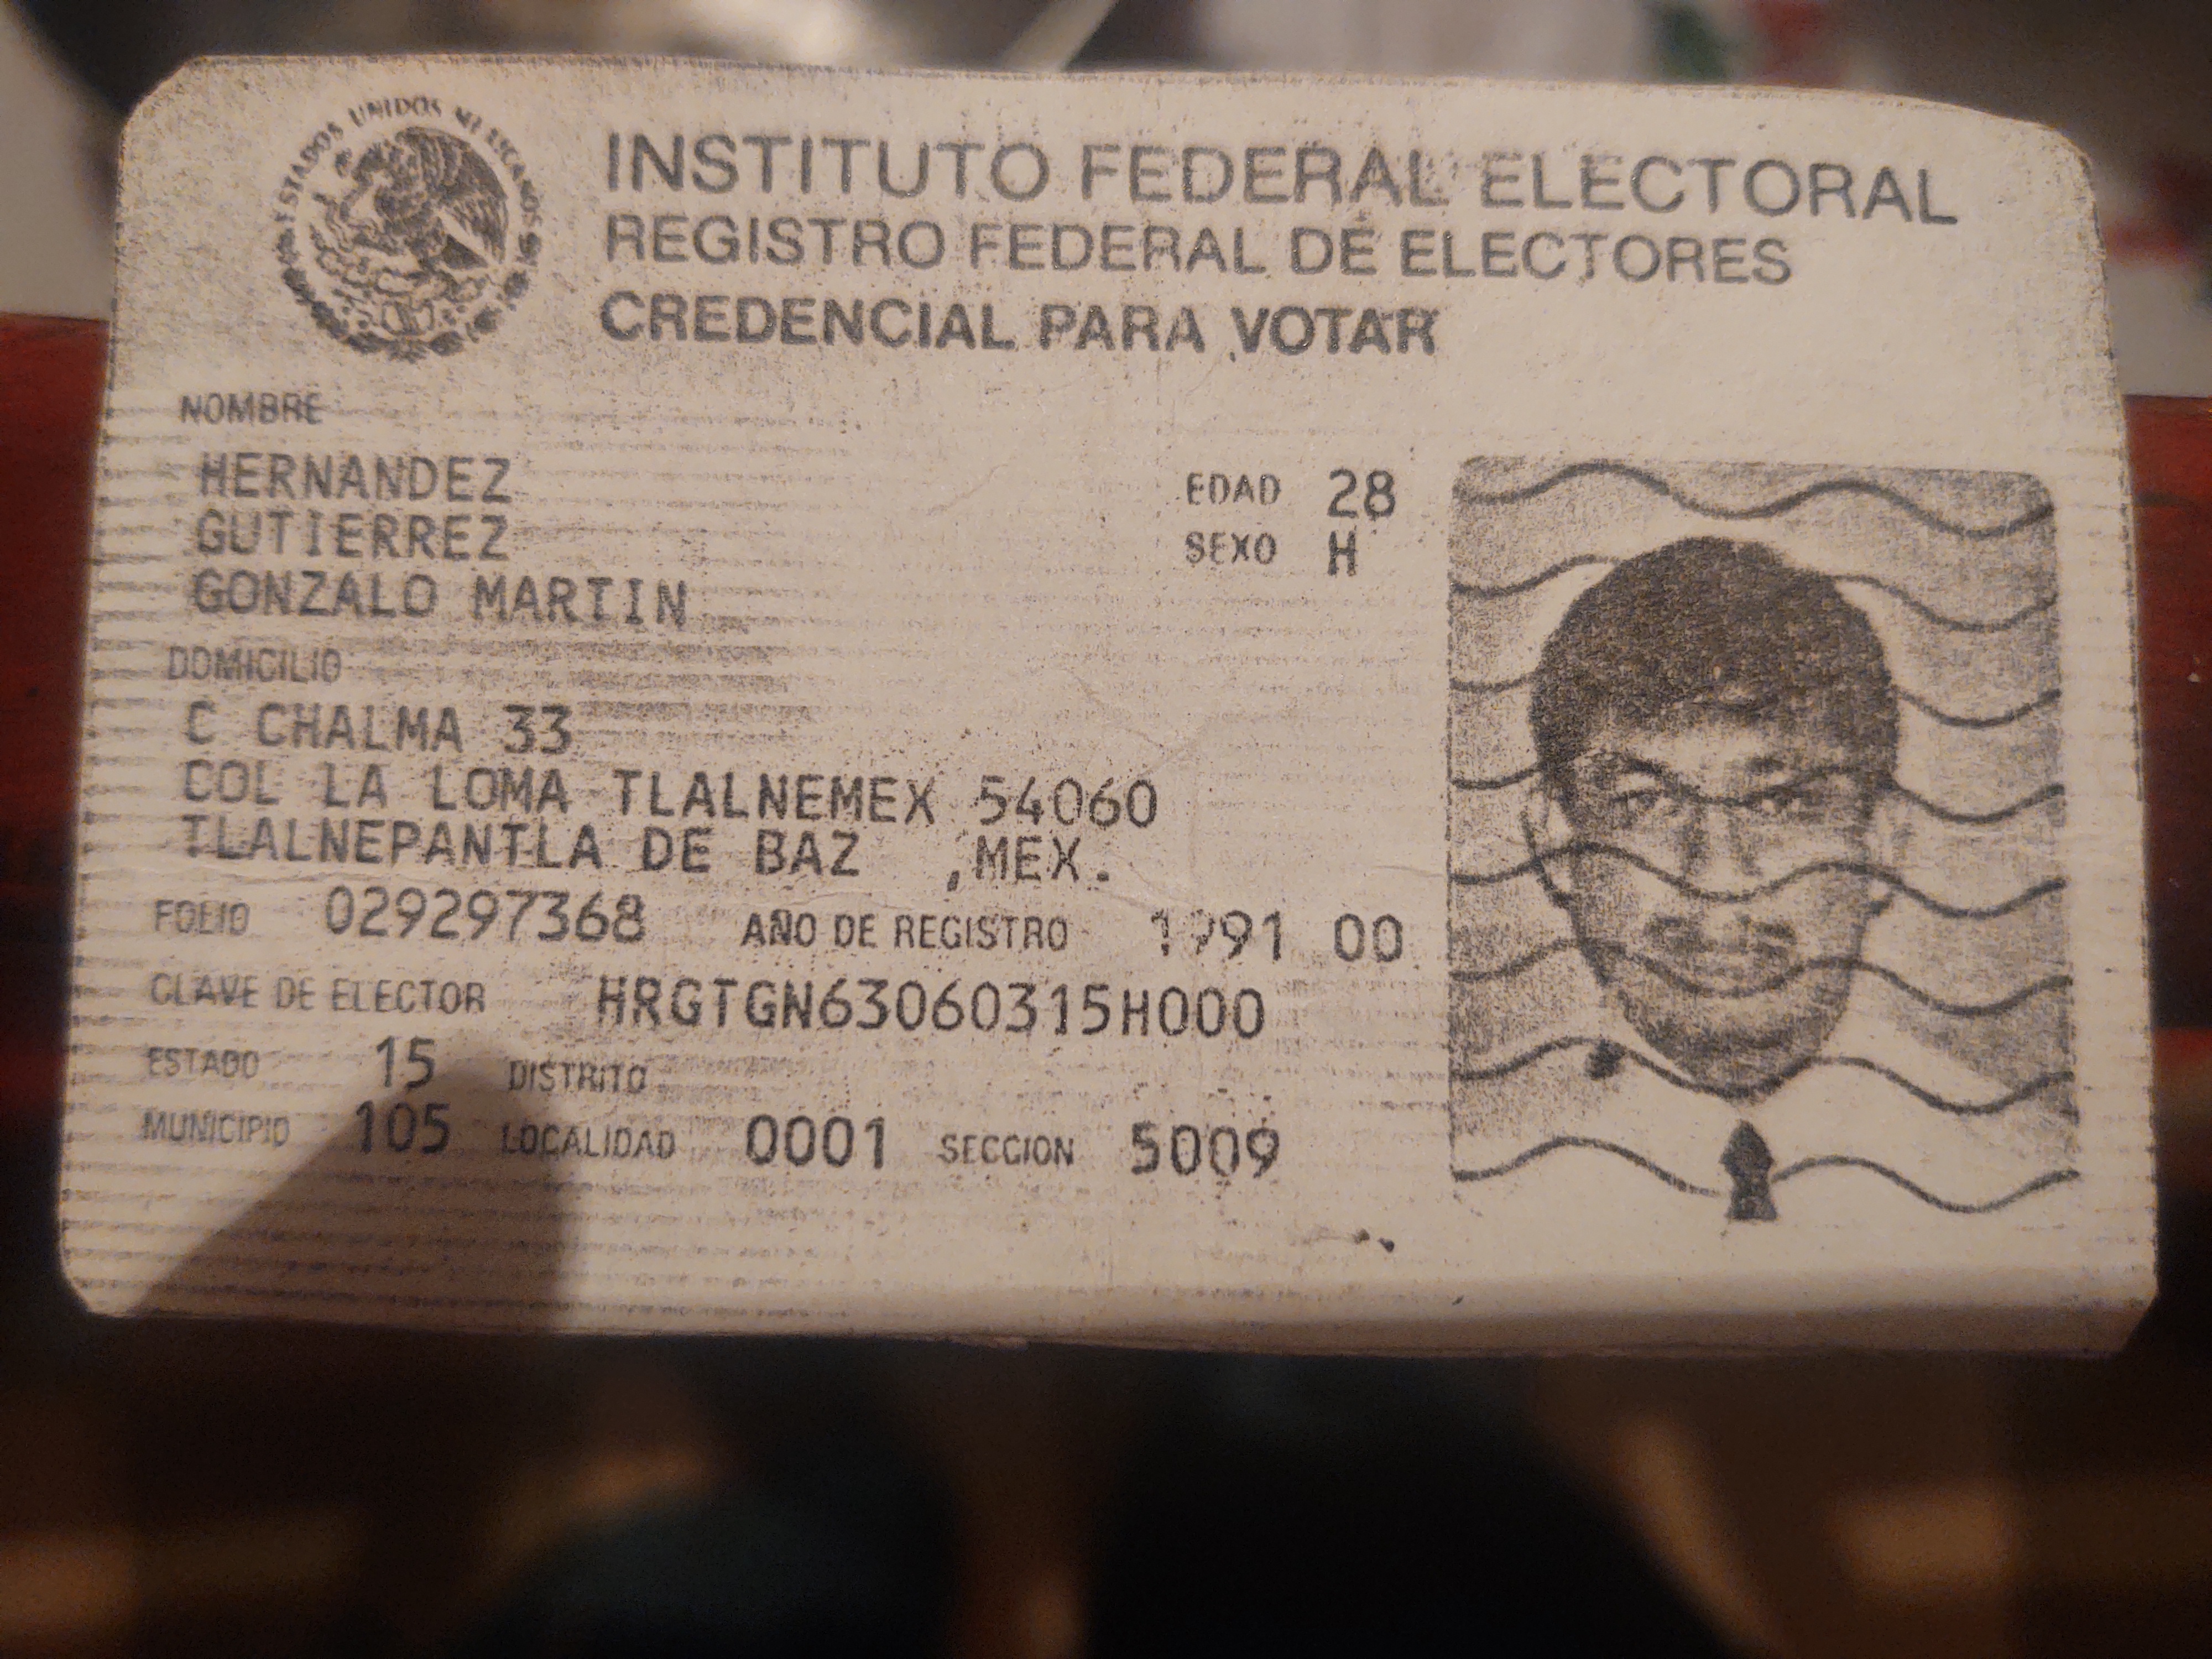 ESTADOS UNIDOS MEXICANOS
INSTITUTO FEDERAL ELECTORAL
REGISTRO FEDERAL DE ELECTORES
CREDENCIAL PARA VOTAR
NOMBRE
HERNANDEZ
GUTIERREZ
GONZALO MARTIN
EDAD 28
SEXO H
DOMICILIO
C CHALMA 33
COL LA LOMA TLALNEMEX 54060
TLALNEPANTLA DE BAZ ,MEX.
FOLIO 029297368 AÑO DE REGISTRO 1991 00
CLAVE DE ELECTOR HRGTGN63060315H000
ESTADO 15 DISTRITO
MUNICIPIO 105 LOCALIDAD 0001 SECCION 5009